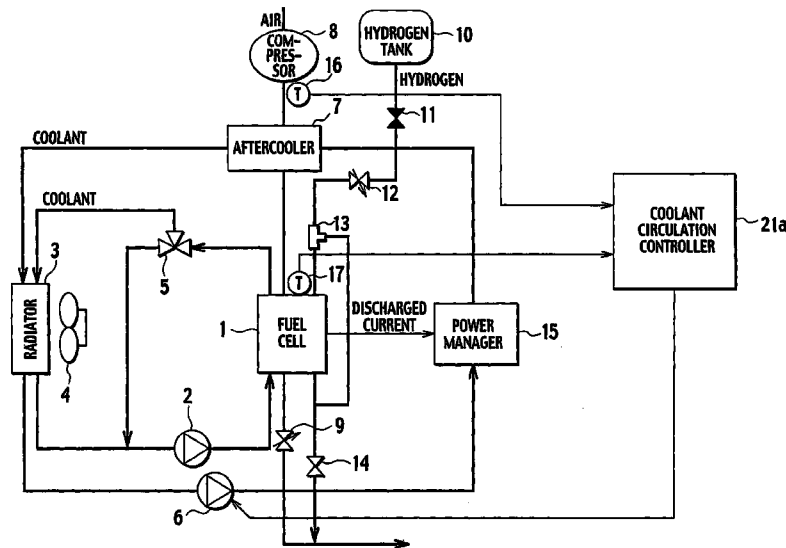 AIR
8
COM-
PRES-
SOR
HYDROGEN
TANK
10
16
T
HYDROGEN
7
11
COOLANT
AFTERCOOLER
12
COOLANT
13
COOLANT
CIRCULATION
CONTROLLER
21a
3
5
17
T
RADIATOR
1
FUEL
CELL
DISCHARGED
CURRENT
POWER
MANAGER
15
4
2
9
14
6